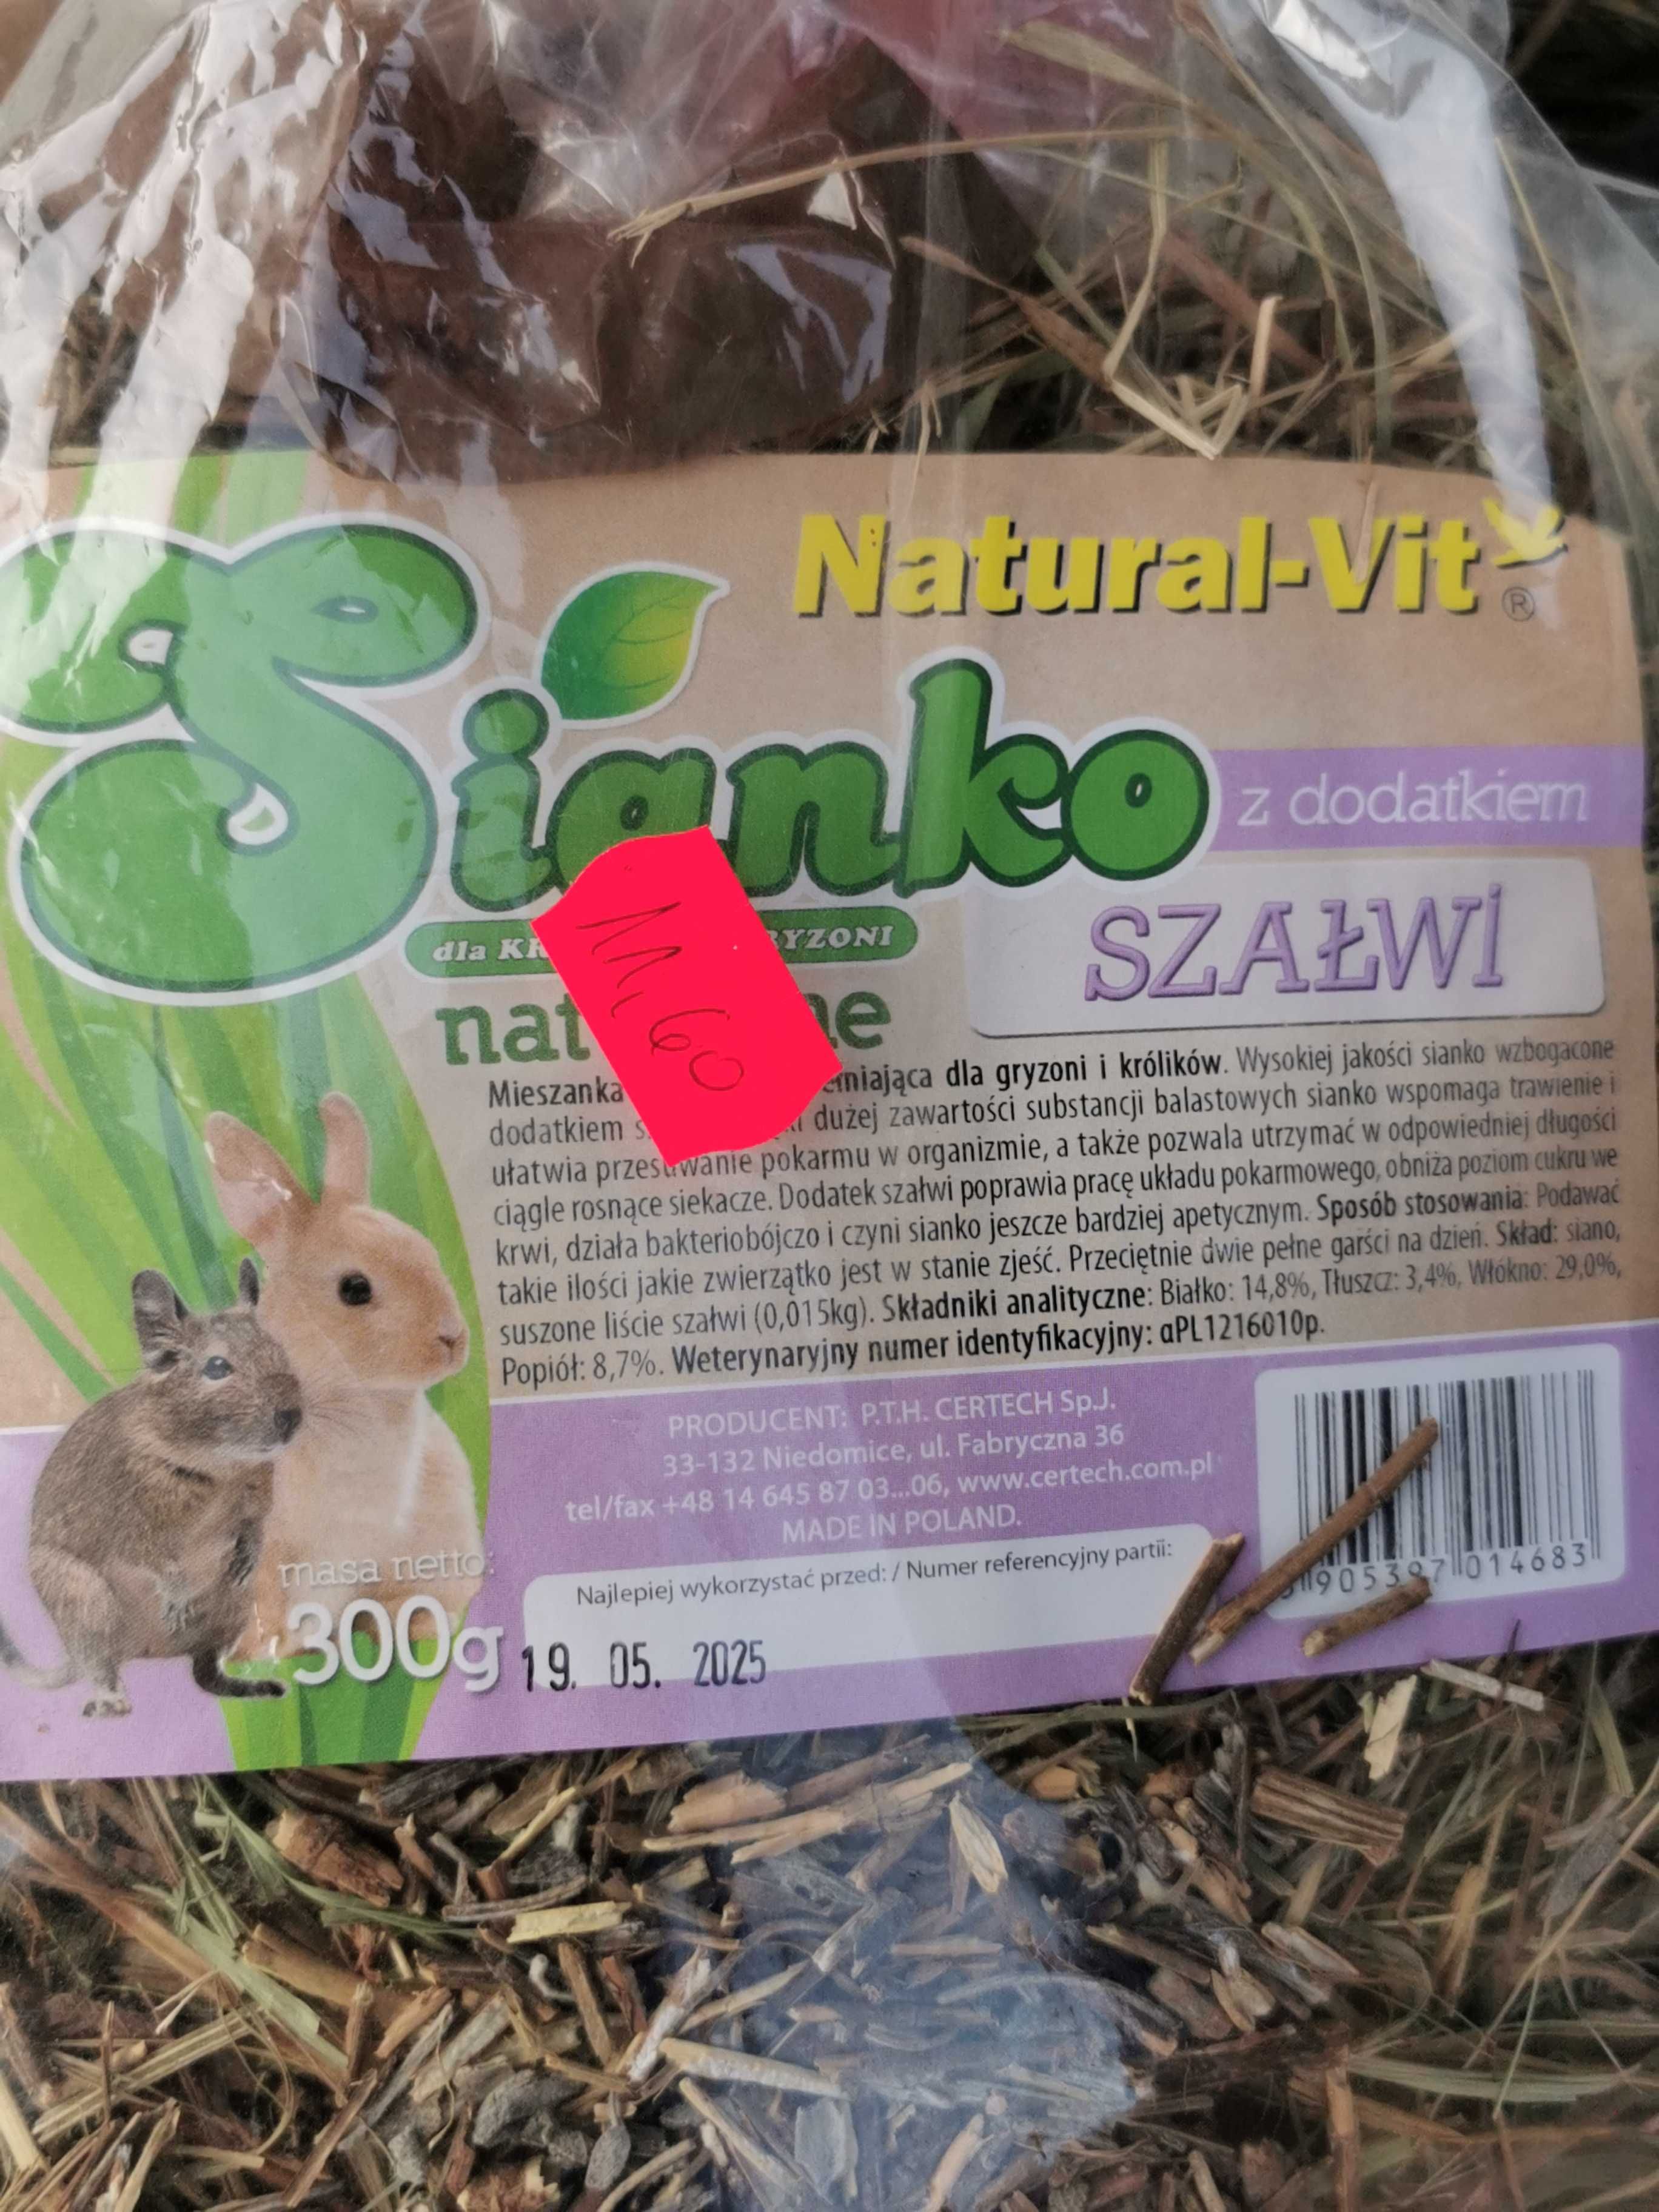 Natural-Vit
®
Sianko
z dodatkiem
SZAŁWi
dla
YZONI
11,60
Mieszanka dla gryzoni i królików. Wysokiej jakości sianko wzbogacone
dodatkiem dużej zawartości substancji balastowych sianko wspomaga trawienie i
ułatwia przesuwanie pokarmu w organizmie, a także pozwala utrzymać w odpowiedniej długości
ciągle rosnące siekacze. Dodatek szałwi poprawia pracę układu pokarmowego, obniża poziom cukru we
krwi, działa bakteriobójczo i czyni sianko jeszcze bardziej apetycznym. Sposób stosowania: Podawać
takie ilości jakie zwierzątko jest w stanie zjeść. Przeciętnie dwie pełne garści na dzień. Skład: siano,
suszone liście szałwi (0,015kg). Składniki analityczne: Białko: 14,8%, Tłuszcz: 3,4%, Włókno: 29,0%,
Popiół: 8,7%. Weterynaryjny numer identyfikacyjny: αPL1216010p.
PRODUCENT: P.T.H. CERTECH Sp.J.
33-132 Niedomice, ul. Fabryczna 36
tel/fax +48 14 645 87 03...06, www.certech.com.pl
MADE IN POLAND.
masa netto:
300g
Najlepiej wykorzystać przed: / Numer referencyjny partii:
19. 05. 2025
014683